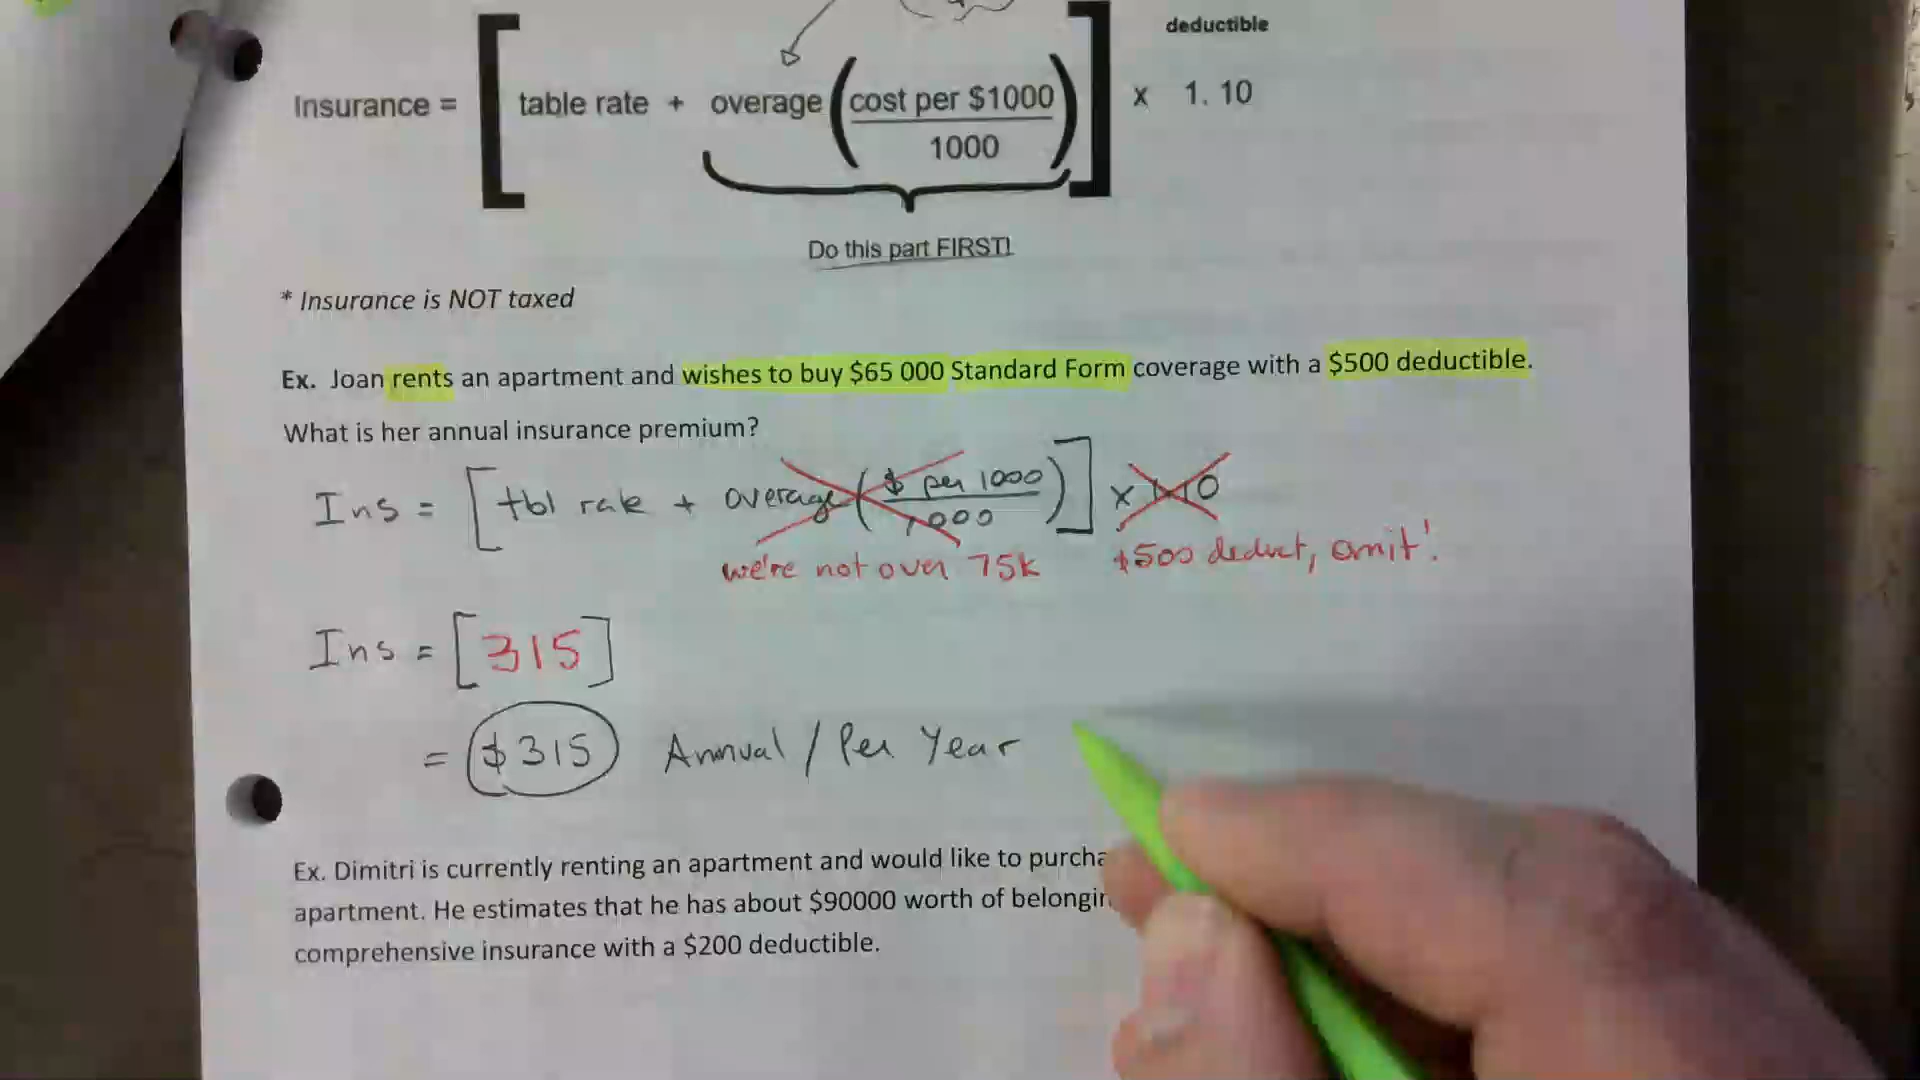 deductible
Insurance = [ table rate + overage ( cost per $1000 / 1000 ) ] x 1. 10
Do this part FIRST!
* Insurance is NOT taxed
Ex. Joan rents an apartment and wishes to buy $65 000 Standard Form coverage with a $500 deductible.
What is her annual insurance premium?
Ins = [ tbl rate + overage ( $ per 1000 / 1000 ) ] x 1.10
we're not over 75k $500 deduct, omit!
Ins = [315]
= $315 Annual / Per Year
Ex. Dimitri is currently renting an apartment and would like to
apartment. He estimates that he has about $90000 worth of
comprehensive insurance with a $200 deductible.